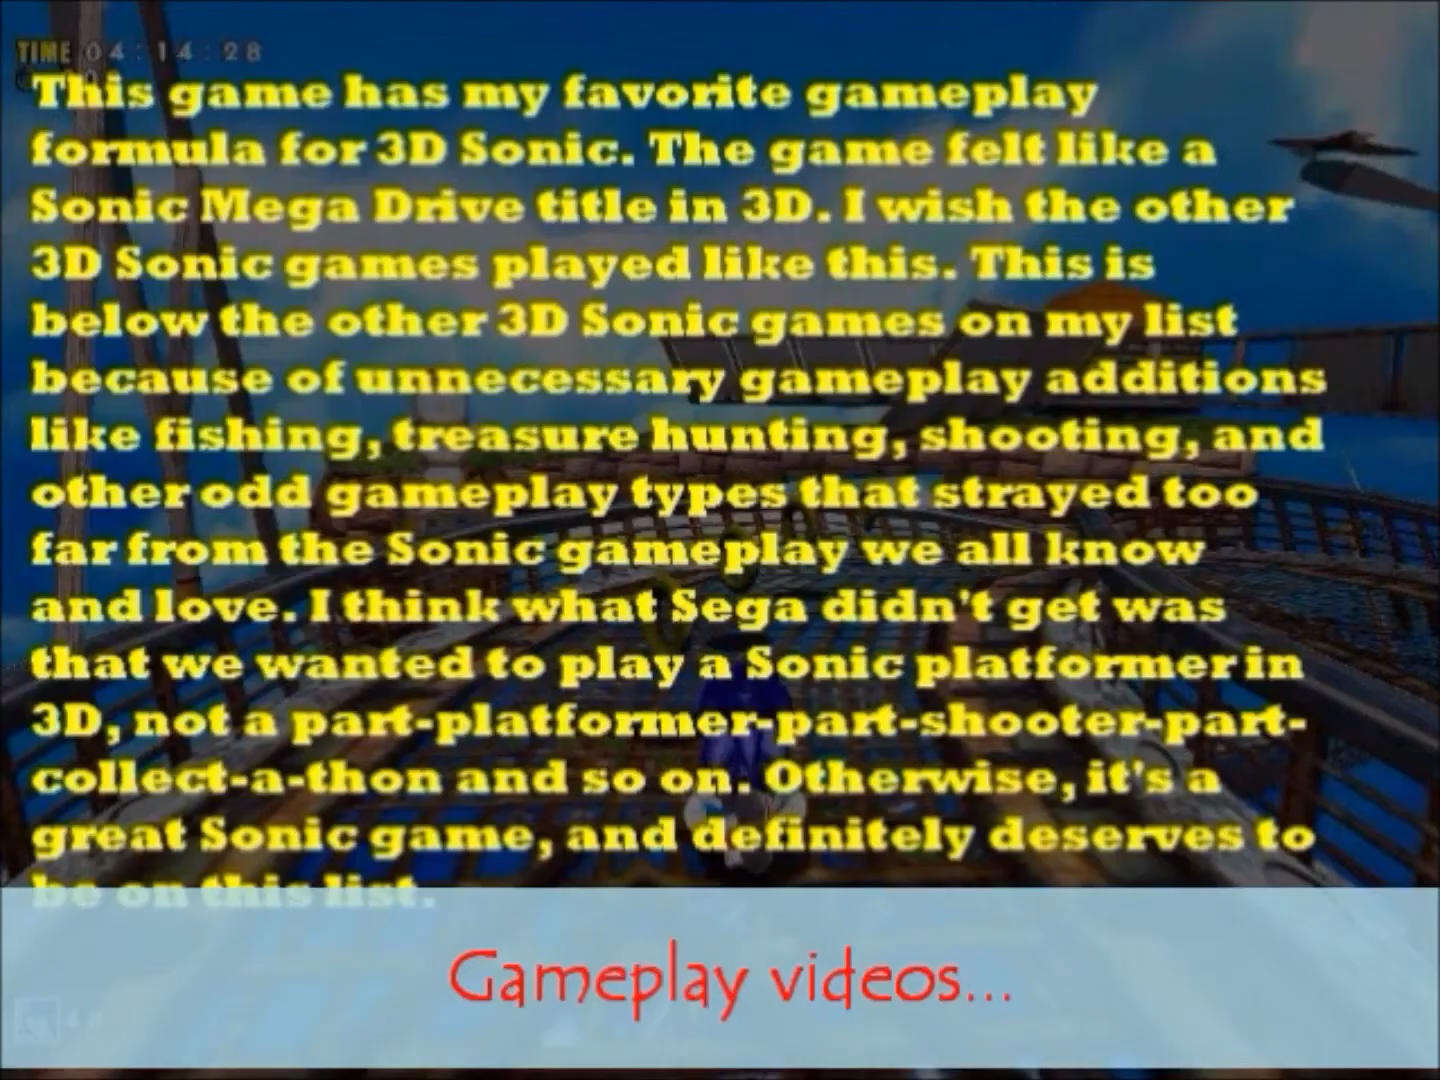 TIME 04:14:28
This game has my favorite gameplay
formula for 3D Sonic. The game felt like a
Sonic Mega Drive title in 3D. I wish the other
3D Sonic games played like this. This is
below the other 3D Sonic games on my list
because of unnecessary gameplay additions
like fishing, treasure hunting, shooting, and
other odd gameplay types that strayed too
far from the Sonic gameplay we all know
and love. I think what Sega didn't get was
that we wanted to play a Sonic platformer in
3D, not a part-platformer-part-shooter-part-
collect-a-thon and so on. Otherwise, it's a
great Sonic game, and definitely deserves to
be on this list.
Gameplay videos...